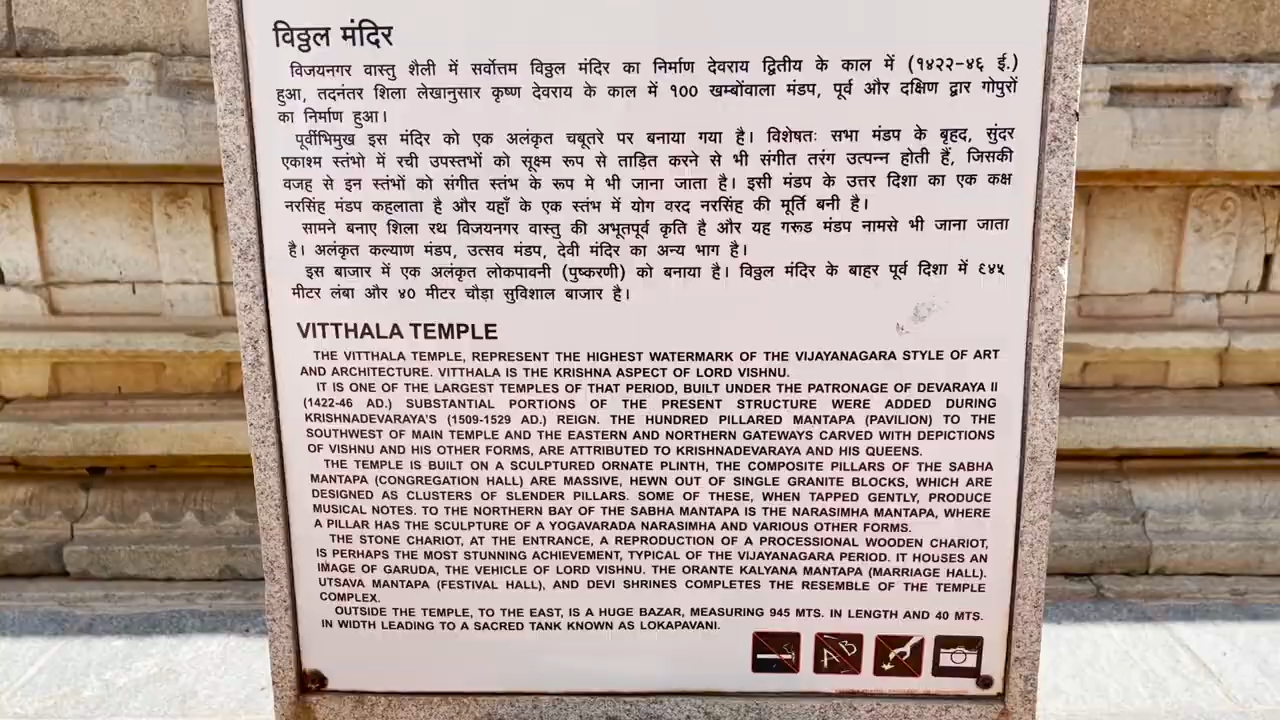 विठ्ठल मंदिर
विजयनगर वास्तु शैली में सर्वोत्तम विठ्ठल मंदिर का निर्माण देवराय द्वितीय के काल में (१४२२-४६ ई.)
हुआ, तदनंतर शिला लेखानुसार कृष्ण देवराय के काल में १०० खम्बोंवाला मंडप, पूर्व और दक्षिण द्वार गोपुरों
का निर्माण हुआ।
पूर्वीभिमुख इस मंदिर को एक अलंकृत चबूतरे पर बनाया गया है। विशेषतः सभा मंडप के बृहद, सुंदर
एकाश्म स्तंभो में रची उपस्तभों को सूक्ष्म रूप से ताड़ित करने से भी संगीत तरंग उत्पन्न होती हैं, जिसकी
वजह से इन स्तंभों को संगीत स्तंभ के रूप मे भी जाना जाता है। इसी मंडप के उत्तर दिशा का एक कक्ष
नरसिंह मंडप कहलाता है और यहाँ के एक स्तंभ में योग वरद नरसिंह की मूर्ति बनी है।
सामने बनाए शिला रथ विजयनगर वास्तु की अभूतपूर्व कृति है और यह गरूड मंडप नामसे भी जाना जाता
है। अलंकृत कल्याण मंडप, उत्सव मंडप, देवी मंदिर का अन्य भाग है।
इस बाजार में एक अलंकृत लोकपावनी (पुष्करणी) को बनाया है। विठ्ठल मंदिर के बाहर पूर्व दिशा में ६४५
मीटर लंबा और ४० मीटर चौड़ा सुविशाल बाजार है।
VITTHALA TEMPLE
THE VITTHALA TEMPLE, REPRESENT THE HIGHEST WATERMARK OF THE VIJAYANAGARA STYLE OF ART
AND ARCHITECTURE. VITTHALA IS THE KRISHNA ASPECT OF LORD VISHNU.
IT IS ONE OF THE LARGEST TEMPLES OF THAT PERIOD, BUILT UNDER THE PATRONAGE OF DEVARAYA II
(1422-46 AD.) SUBSTANTIAL PORTIONS OF THE PRESENT STRUCTURE WERE ADDED DURING
KRISHNADEVARAYA'S (1509-1529 AD.) REIGN. THE HUNDRED PILLARED MANTAPA (PAVILION) TO THE
SOUTHWEST OF MAIN TEMPLE AND THE EASTERN AND NORTHERN GATEWAYS CARVED WITH DEPICTIONS
OF VISHNU AND HIS OTHER FORMS, ARE ATTRIBUTED TO KRISHNADEVARAYA AND HIS QUEENS.
THE TEMPLE IS BUILT ON A SCULPTURED ORNATE PLINTH, THE COMPOSITE PILLARS OF THE SABHA
MANTAPA (CONGREGATION HALL) ARE MASSIVE, HEWN OUT OF SINGLE GRANITE BLOCKS, WHICH ARE
DESIGNED AS CLUSTERS OF SLENDER PILLARS. SOME OF THESE, WHEN TAPPED GENTLY, PRODUCE
MUSICAL NOTES. TO THE NORTHERN BAY OF THE SABHA MANTAPA IS THE NARASIMHA MANTAPA, WHERE
A PILLAR HAS THE SCULPTURE OF A YOGAVARADA NARASIMHA AND VARIOUS OTHER FORMS.
THE STONE CHARIOT, AT THE ENTRANCE, A REPRODUCTION OF A PROCESSIONAL WOODEN CHARIOT,
IS PERHAPS THE MOST STUNNING ACHIEVEMENT, TYPICAL OF THE VIJAYANAGARA PERIOD. IT HOUSES AN
IMAGE OF GARUDA, THE VEHICLE OF LORD VISHNU. THE ORANTE KALYANA MANTAPA (MARRIAGE HALL).
UTSAVA MANTAPA (FESTIVAL HALL), AND DEVI SHRINES COMPLETES THE RESEMBLE OF THE TEMPLE
COMPLEX.
OUTSIDE THE TEMPLE, TO THE EAST, IS A HUGE BAZAR, MEASURING 945 MTS. IN LENGTH AND 40 MTS.
IN WIDTH LEADING TO A SACRED TANK KNOWN AS LOKAPAVANI.
A B